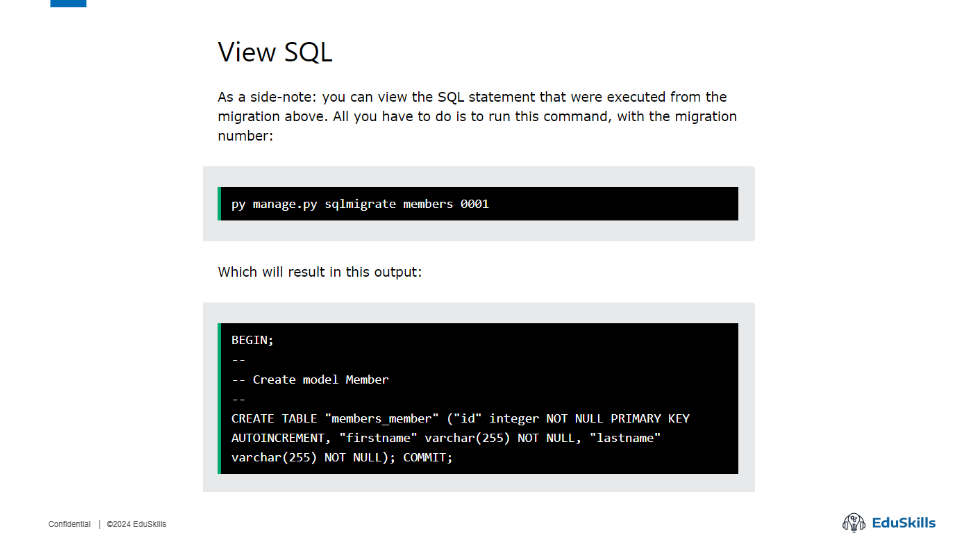 View SQL
As a side-note: you can view the SQL statement that were executed from the
migration above. All you have to do is to run this command, with the migration
number:
py manage.py sqlmigrate members 0001
Which will result in this output:
BEGIN;
--
-- Create model Member
--
CREATE TABLE "members_member" ("id" integer NOT NULL PRIMARY KEY
AUTOINCREMENT, "firstname" varchar(255) NOT NULL, "lastname"
varchar(255) NOT NULL); COMMIT;
Confidential | ©2024 EduSkills
EduSkills